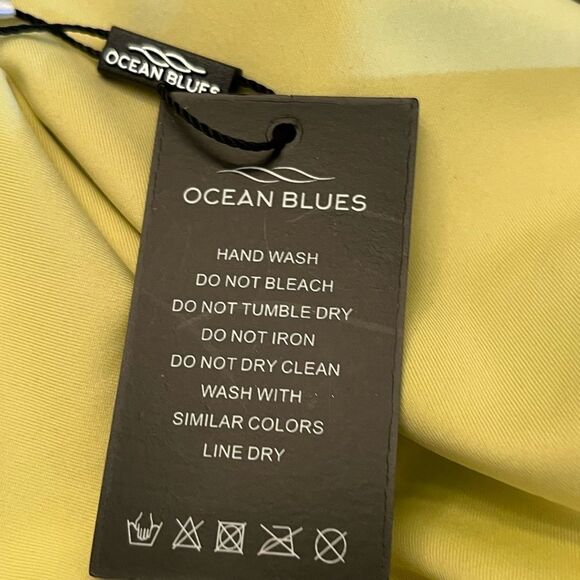 OCEAN BLUES
OCEAN BLUES
HAND WASH
DO NOT BLEACH
DO NOT TUMBLE DRY
DO NOT IRON
DO NOT DRY CLEAN
WASH WITH
SIMILAR COLORS
LINE DRY